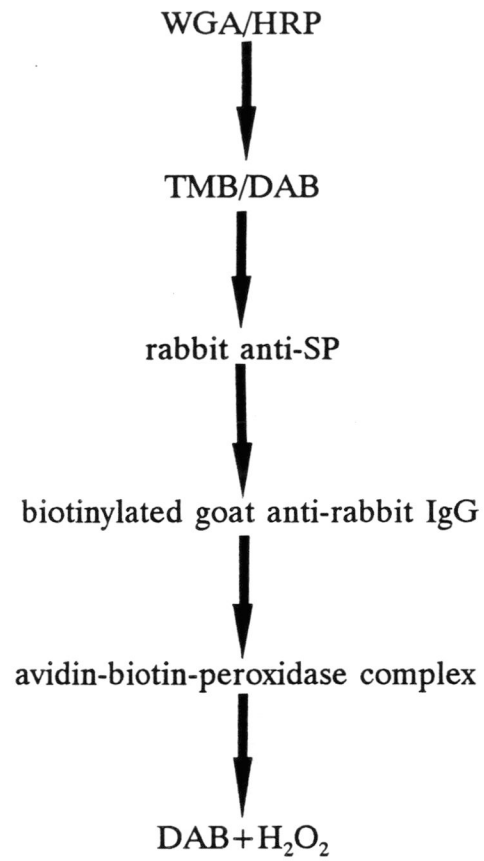 WGA/HRP
TMB/DAB
rabbit anti-SP
biotinylated goat anti-rabbit IgG
avidin-biotin-peroxidase complex
DAB+H₂O₂